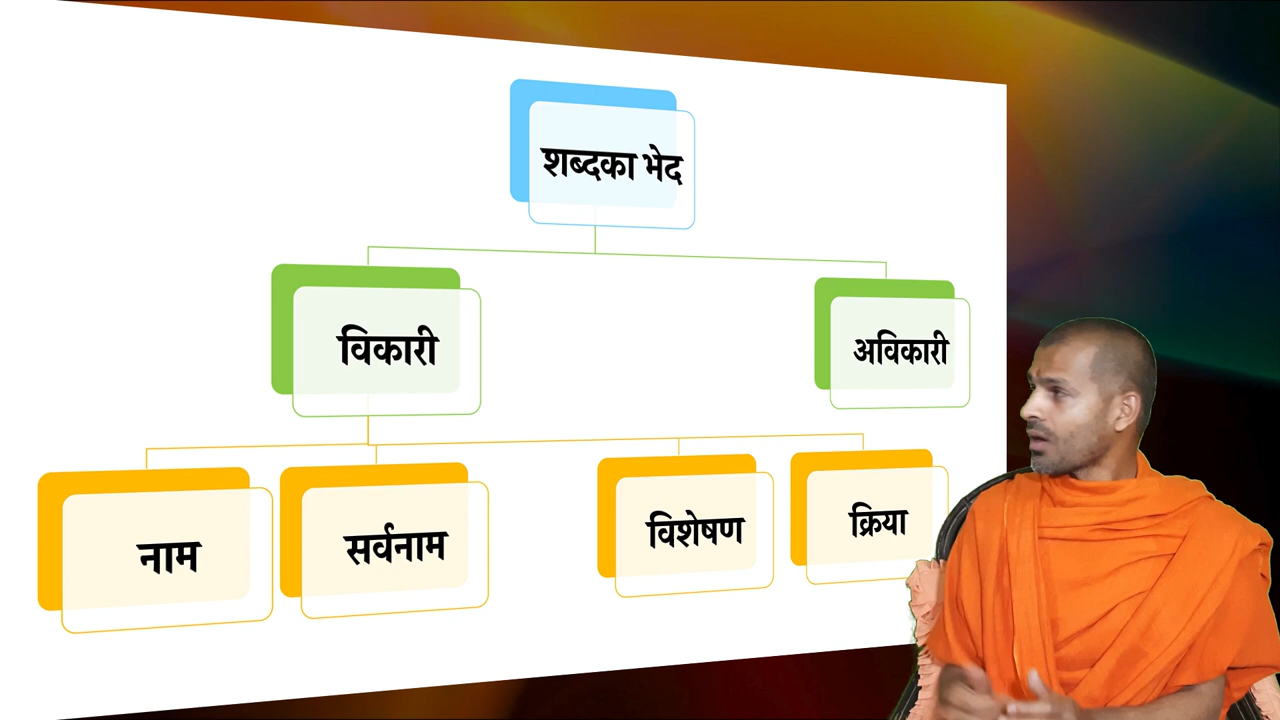 शब्दका भेद
विकारी
अविकारी
नाम
सर्वनाम
विशेषण
क्रिया